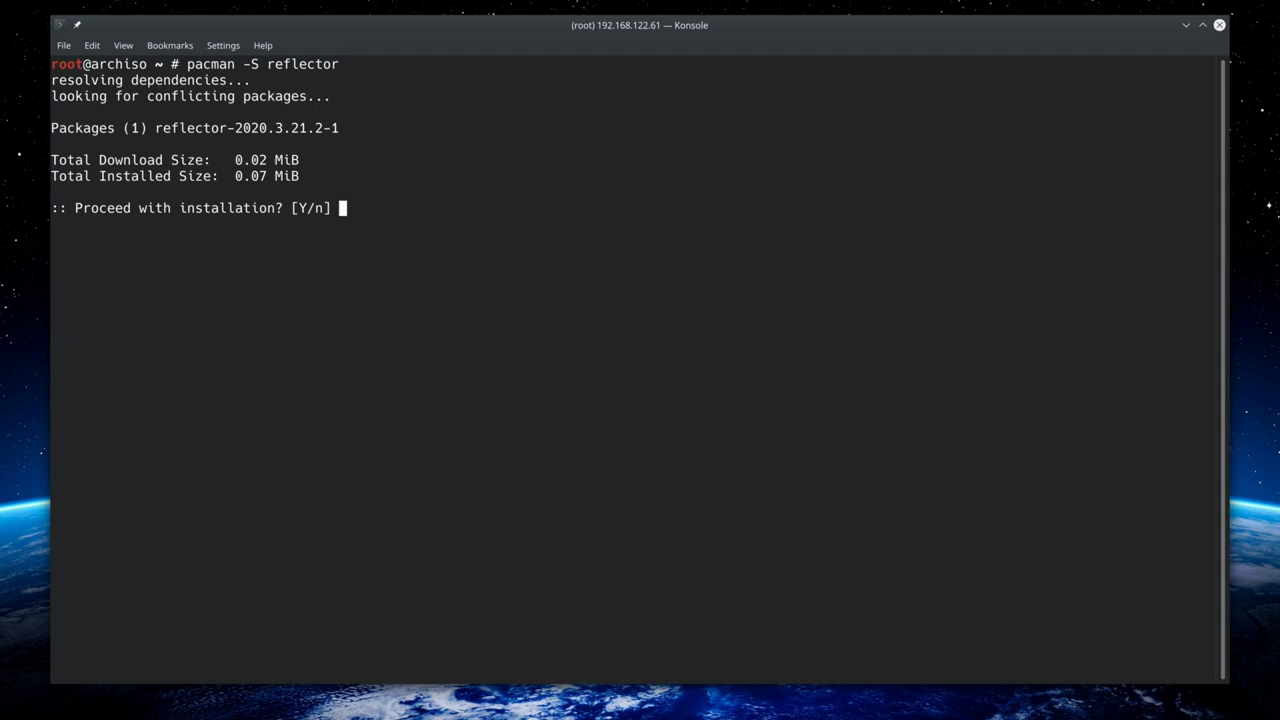 (root) 192.168.122.61 — Konsole
File Edit View Bookmarks Settings Help
root@archiso ~ # pacman -S reflector
resolving dependencies...
looking for conflicting packages...
Packages (1) reflector-2020.3.21.2-1
Total Download Size:   0.02 MiB
Total Installed Size:  0.07 MiB
:: Proceed with installation? [Y/n]